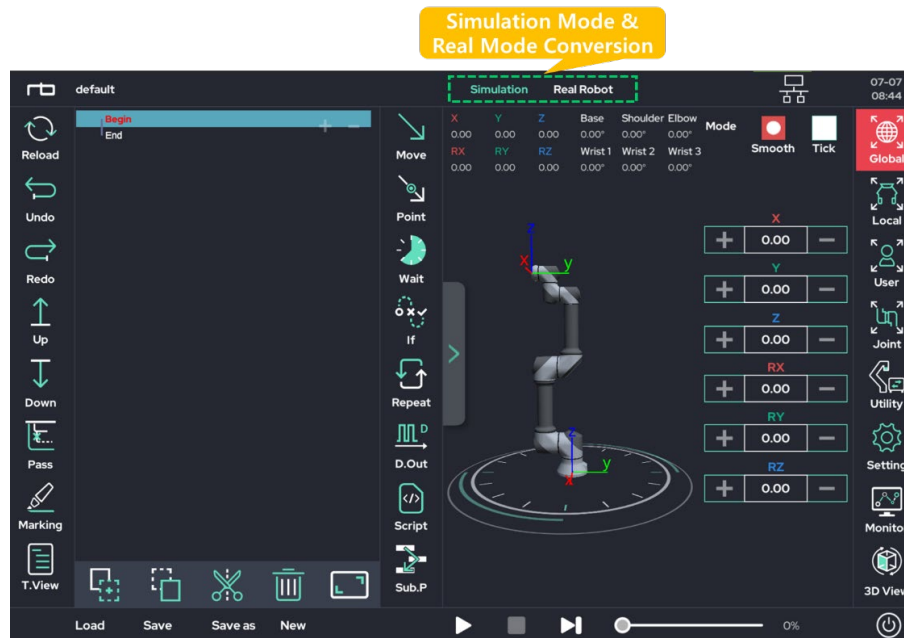 Simulation Mode &
Real Mode Conversion
rb
default
Simulation Real Robot
07-07
08:44
Reload
Undo
Redo
Up
Down
Pass
Marking
T.View
Begin
End
Move
Point
Wait
If
Repeat
D
D.Out
</>
Script
Sub.P
X Y Z Base Shoulder Elbow
0.00 0.00 0.00 0.00° 0.00° 0.00°
RX RY RZ Wrist 1 Wrist 2 Wrist 3
0.00 0.00 0.00 0.00° 0.00° 0.00°
Mode
Smooth Tick
Z
X y
Z
y
X
X
+ 0.00 −
Y
+ 0.00 −
Z
+ 0.00 −
RX
+ 0.00 −
RY
+ 0.00 −
RZ
+ 0.00 −
Global
Local
User
Joint
Utility
Setting
Monito
3D View
Load Save Save as New
0%